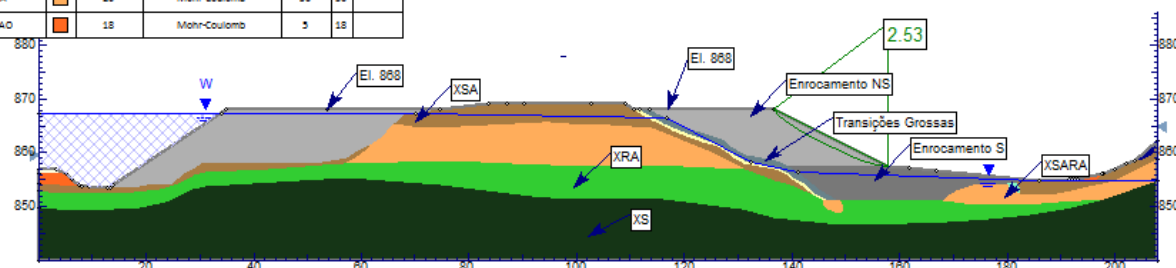 18 Mohr-Coulomb 5 18
880 880
2.53
W
El. 868
El. 868
XSA
Enrocamento NS
870 870
Transições Grossas
Enrocamento S
860 860
XRA
XSARA
850 850
XS
20 40 60 80 100 120 140 160 180 200